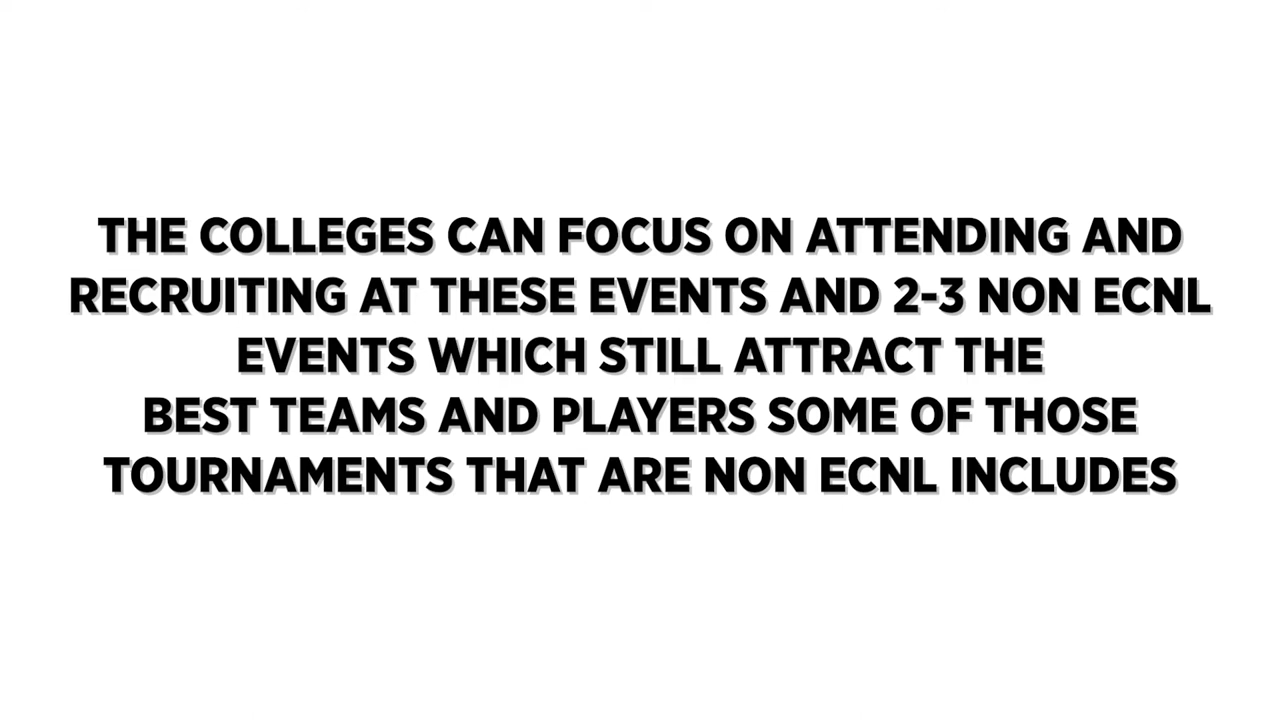 THE COLLEGES CAN FOCUS ON ATTENDING AND
RECRUITING AT THESE EVENTS AND 2-3 NON ECNL
EVENTS WHICH STILL ATTRACT THE
BEST TEAMS AND PLAYERS SOME OF THOSE
TOURNAMENTS THAT ARE NON ECNL INCLUDES